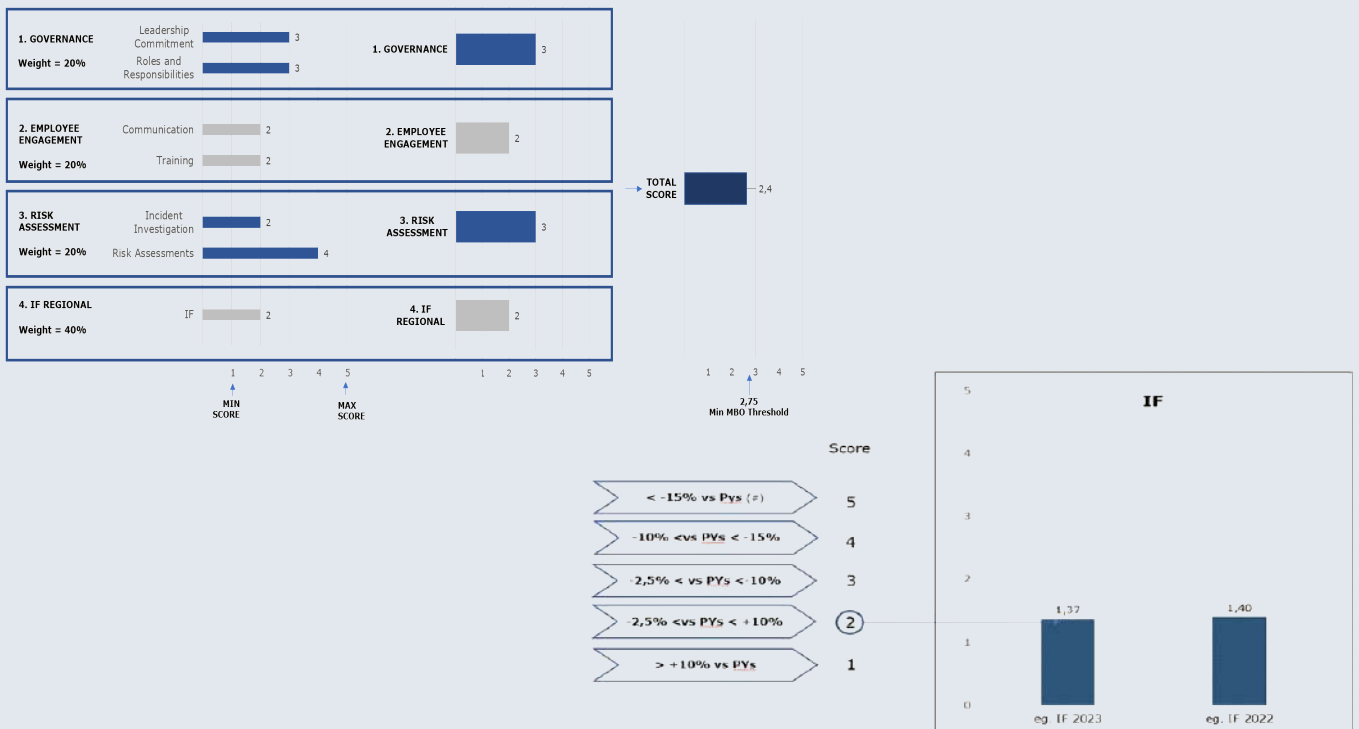 1. GOVERNANCE
Weight = 20%
Leadership
Commitment
3
Roles and
Responsibilities
3
1. GOVERNANCE
3
2. EMPLOYEE
ENGAGEMENT
Weight = 20%
Communication
2
Training
2
2. EMPLOYEE
ENGAGEMENT
2
3. RISK
ASSESSMENT
Weight = 20%
Incident
Investigation
2
Risk Assessments
4
3. RISK
ASSESSMENT
3
4. IF REGIONAL
Weight = 40%
IF
2
4. IF
REGIONAL
2
1 2 3 4 5
MIN
SCORE
MAX
SCORE
1 2 3 4 5
TOTAL
SCORE
2,4
1 2 3 4 5
2,75
Min MBO Threshold
Score
< -15% vs Pys (#) 5
-10% <vs PYs < -15% 4
-2,5% < vs PYs <-10% 3
-2,5% <vs PYs < +10% 2
> +10% vs PYs 1
IF
5
4
3
2
1
0
1,37
1,40
eg. IF 2023
eg. IF 2022